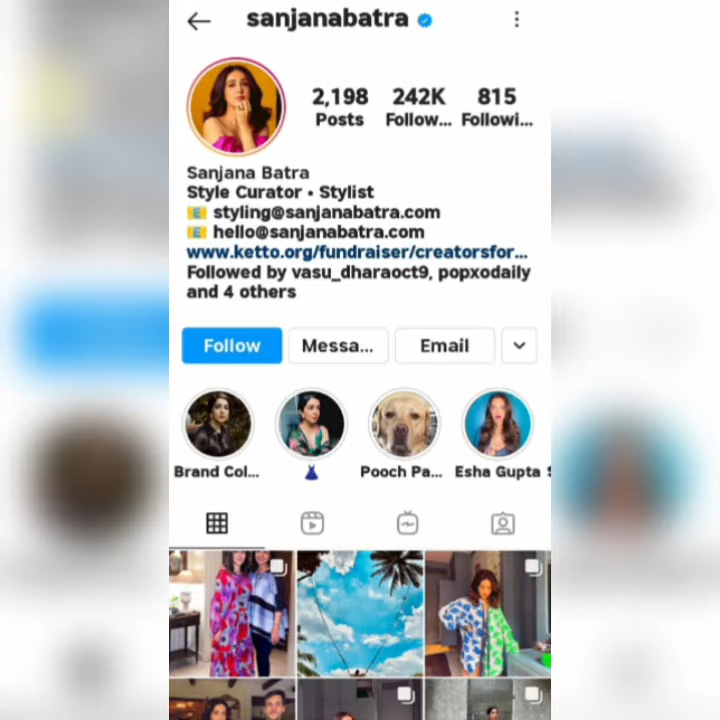 sanjanabatra
2,198 242K 815
Posts Follow... Followi...
Sanjana Batra
Style Curator • Stylist
styling@sanjanabatra.com
hello@sanjanabatra.com
www.ketto.org/fundraiser/creatorsfor...
Followed by vasu_dharaoct9, popxodaily
and 4 others
Follow Messa... Email
Brand Col... Pooch Pa... Esha Gupta